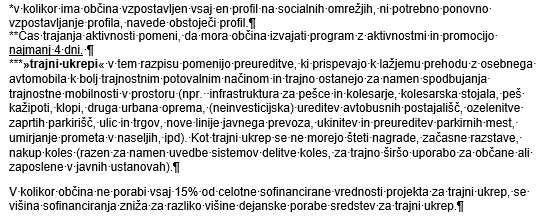 *v·kolikor·ima·občina·vzpostavljen·vsaj·en·profil·na·socialnih·omrežjih,·ni·potrebno·ponovno·
vzpostavljanje·profila,·navede·obstoječi·profil.¶
**Čas·trajanja·aktivnosti·pomeni,·da·mora·občina·izvajati·program·z·aktivnostmi·in·promocijo·
najmanj·4·dni.·¶
***»trajni·ukrepi«·v·tem·razpisu·pomenijo·preureditve,·ki·prispevajo·k·lažjemu·prehodu·z·osebnega·
avtomobila·k·bolj·trajnostnim·potovalnim·načinom·in·trajno·ostanejo·za·namen·spodbujanja·
trajnostne·mobilnosti·v·prostoru·(npr.··infrastruktura·za·pešce·in·kolesarje,·kolesarska·stojala,·peš·
kažipoti,·klopi,·druga·urbana·oprema,·(neinvesticijska)·ureditev·avtobusnih·postajališč,·ozelenitve·
zaprtih·parkirišč,·ulic·in·trgov,·nove·linije·javnega·prevoza,·ukinitev·in·preureditev·parkirnih·mest,·
umirjanje·prometa·v·naseljih,·ipd).·Kot·trajni·ukrep·se·ne·morejo·šteti·nagrade,·začasne·razstave,·
nakup·koles·(razen·za·namen·uvedbe·sistemov·delitve·koles,·za·trajno·širšo·uporabo·za·občane·ali·
zaposlene·v·javnih·ustanovah).¶
V·kolikor·občina·ne·porabi·vsaj·15%·od·celotne·sofinancirane·vrednosti·projekta·za·trajni·ukrep,·se·
višina·sofinanciranja·zniža·za·razliko·višine·dejanske·porabe·sredstev·za·trajni·ukrep.¶